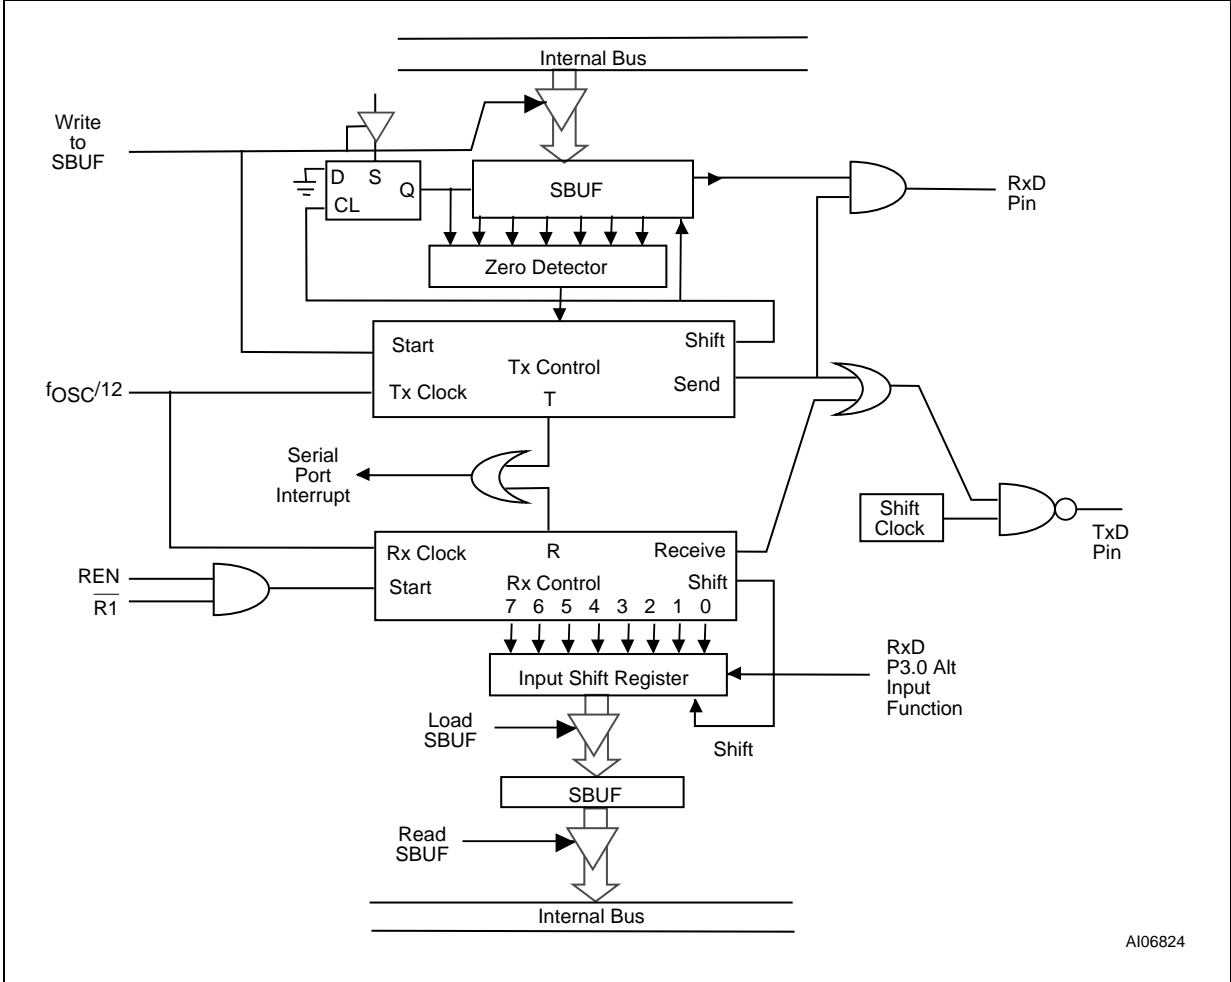 Internal Bus
Write
to
SBUF
D S
Q
CL
SBUF
RxD
Pin
Zero Detector
Start
Shift
Tx Control
Send
fOSC/12
Tx Clock
T
Serial
Port
Interrupt
Shift
Clock
TxD
Pin
Rx Clock
R
Receive
REN
R1
Start
Rx Control
Shift
7 6 5 4 3 2 1 0
Input Shift Register
RxD
P3.0 Alt
Input
Function
Load
SBUF
Shift
SBUF
Read
SBUF
Internal Bus
AI06824